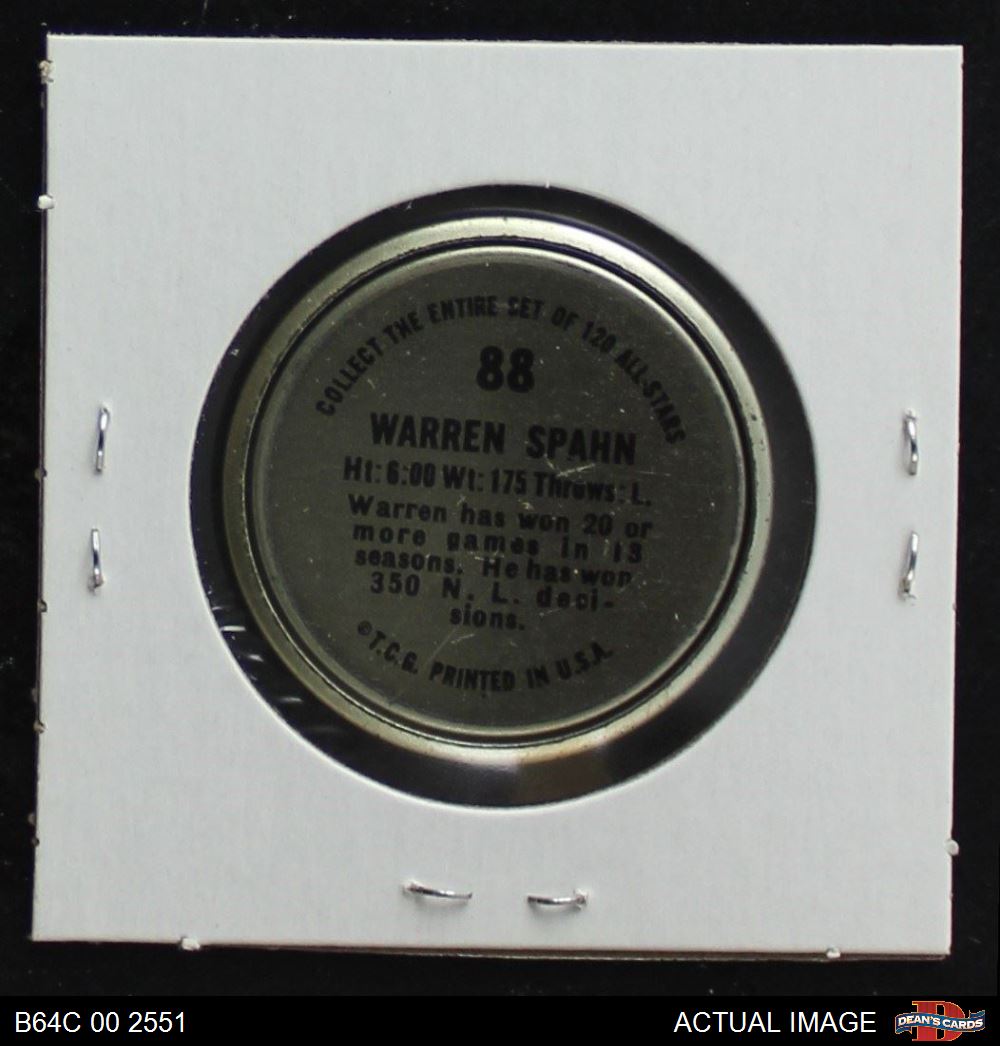 COLLECT THE ENTIRE SET OF 120 ALL-STARS
88
WARREN SPAHN
Ht: 6:00 Wt: 175 Throws: L.
Warren has won 20 or
more games in 13
seasons. He has won
350 N. L. deci-
sions.
©T.C.G. PRINTED IN U.S.A.
B64C 00 2551
ACTUAL IMAGE
DEAN'S CARDS